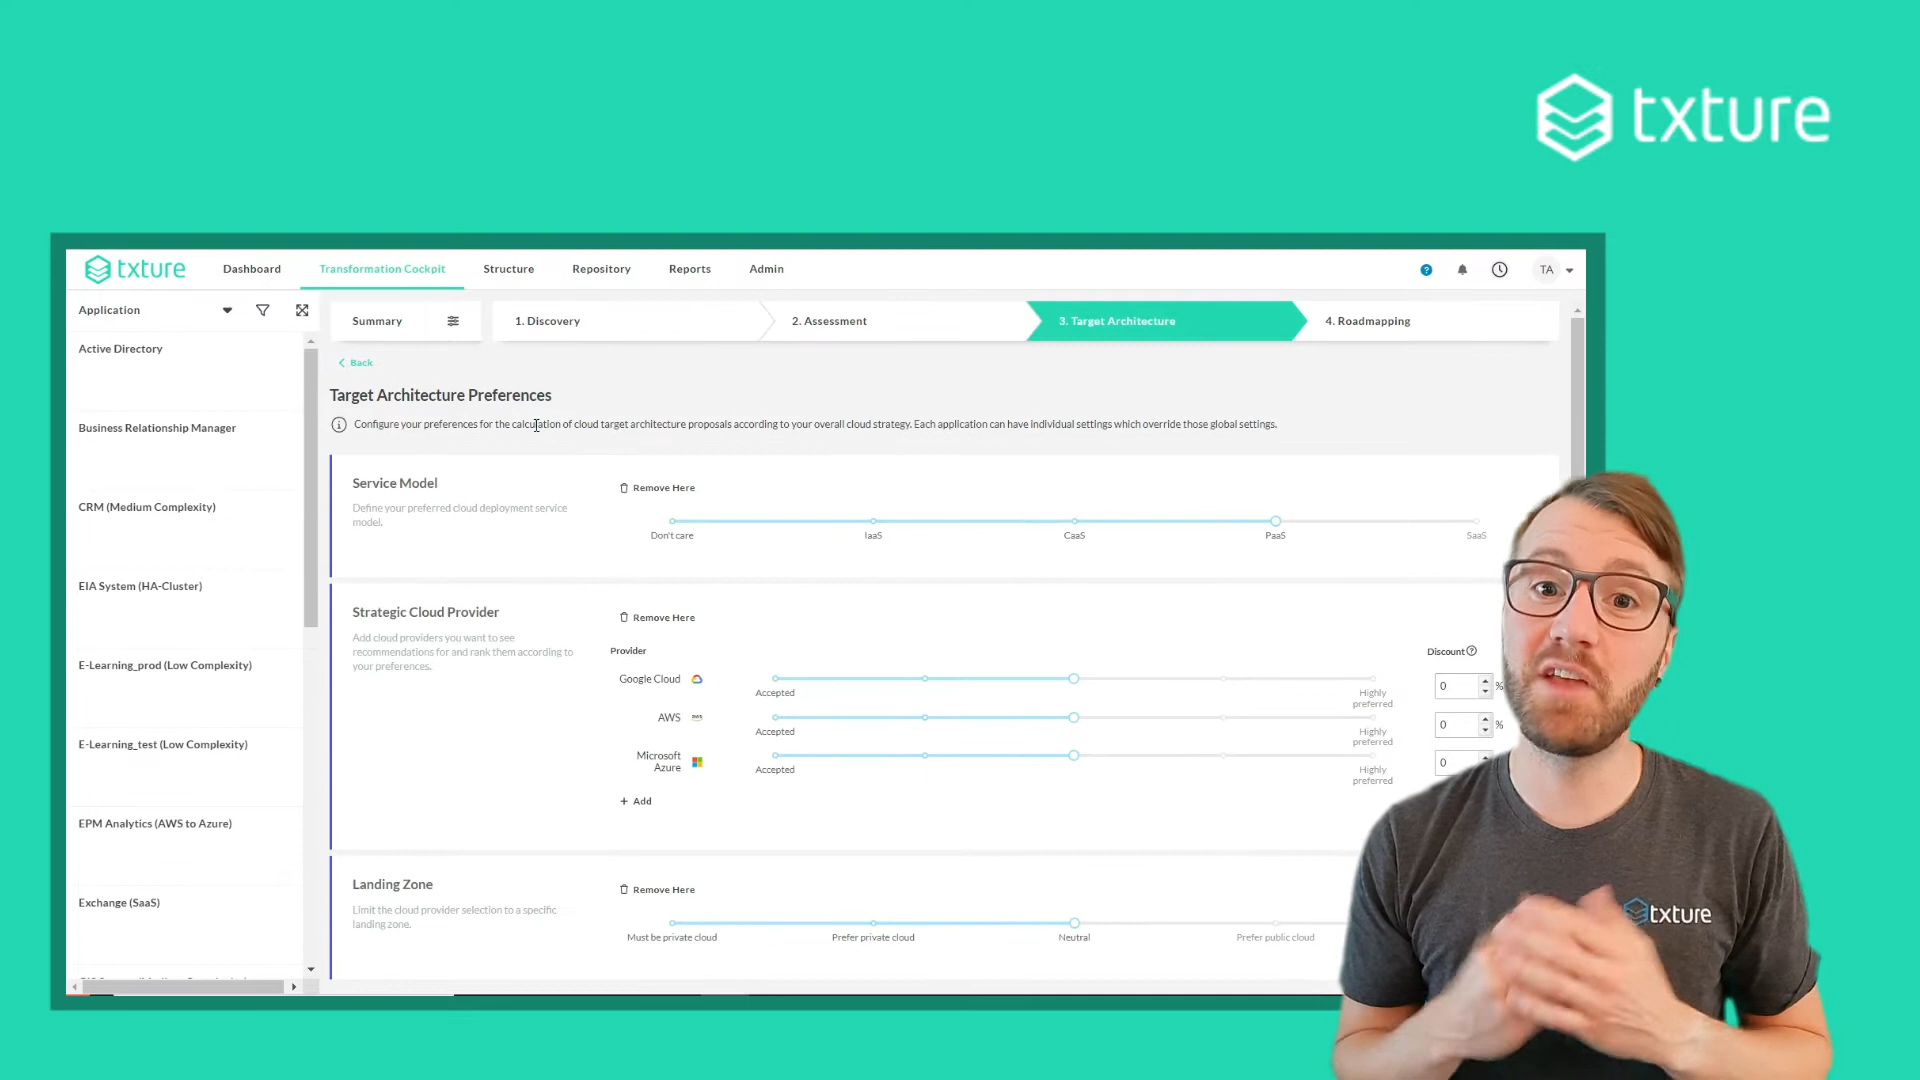 txture
txture
Dashboard
Transformation Cockpit
Structure
Repository
Reports
Admin
?
TA
Application
Summary
1. Discovery
2. Assessment
3. Target Architecture
4. Roadmapping
Active Directory
Business Relationship Manager
CRM (Medium Complexity)
EIA System (HA-Cluster)
E-Learning_prod (Low Complexity)
E-Learning_test (Low Complexity)
EPM Analytics (AWS to Azure)
Exchange (SaaS)
Back
Target Architecture Preferences
Configure your preferences for the calculation of cloud target architecture proposals according to your overall cloud strategy. Each application can have individual settings which override those global settings.
Service Model
Define your preferred cloud deployment service
model.
Remove Here
Don't care
IaaS
CaaS
PaaS
SaaS
Strategic Cloud Provider
Add cloud providers you want to see
recommendations for and rank them according to
your preferences.
Remove Here
Provider
Discount
Google Cloud
Accepted
Highly
preferred
0
%
AWS
aws
Accepted
Highly
preferred
0
%
Microsoft
Azure
Accepted
Highly
preferred
0
+ Add
Landing Zone
Limit the cloud provider selection to a specific
landing zone.
Remove Here
Must be private cloud
Prefer private cloud
Neutral
Prefer public cloud
txture